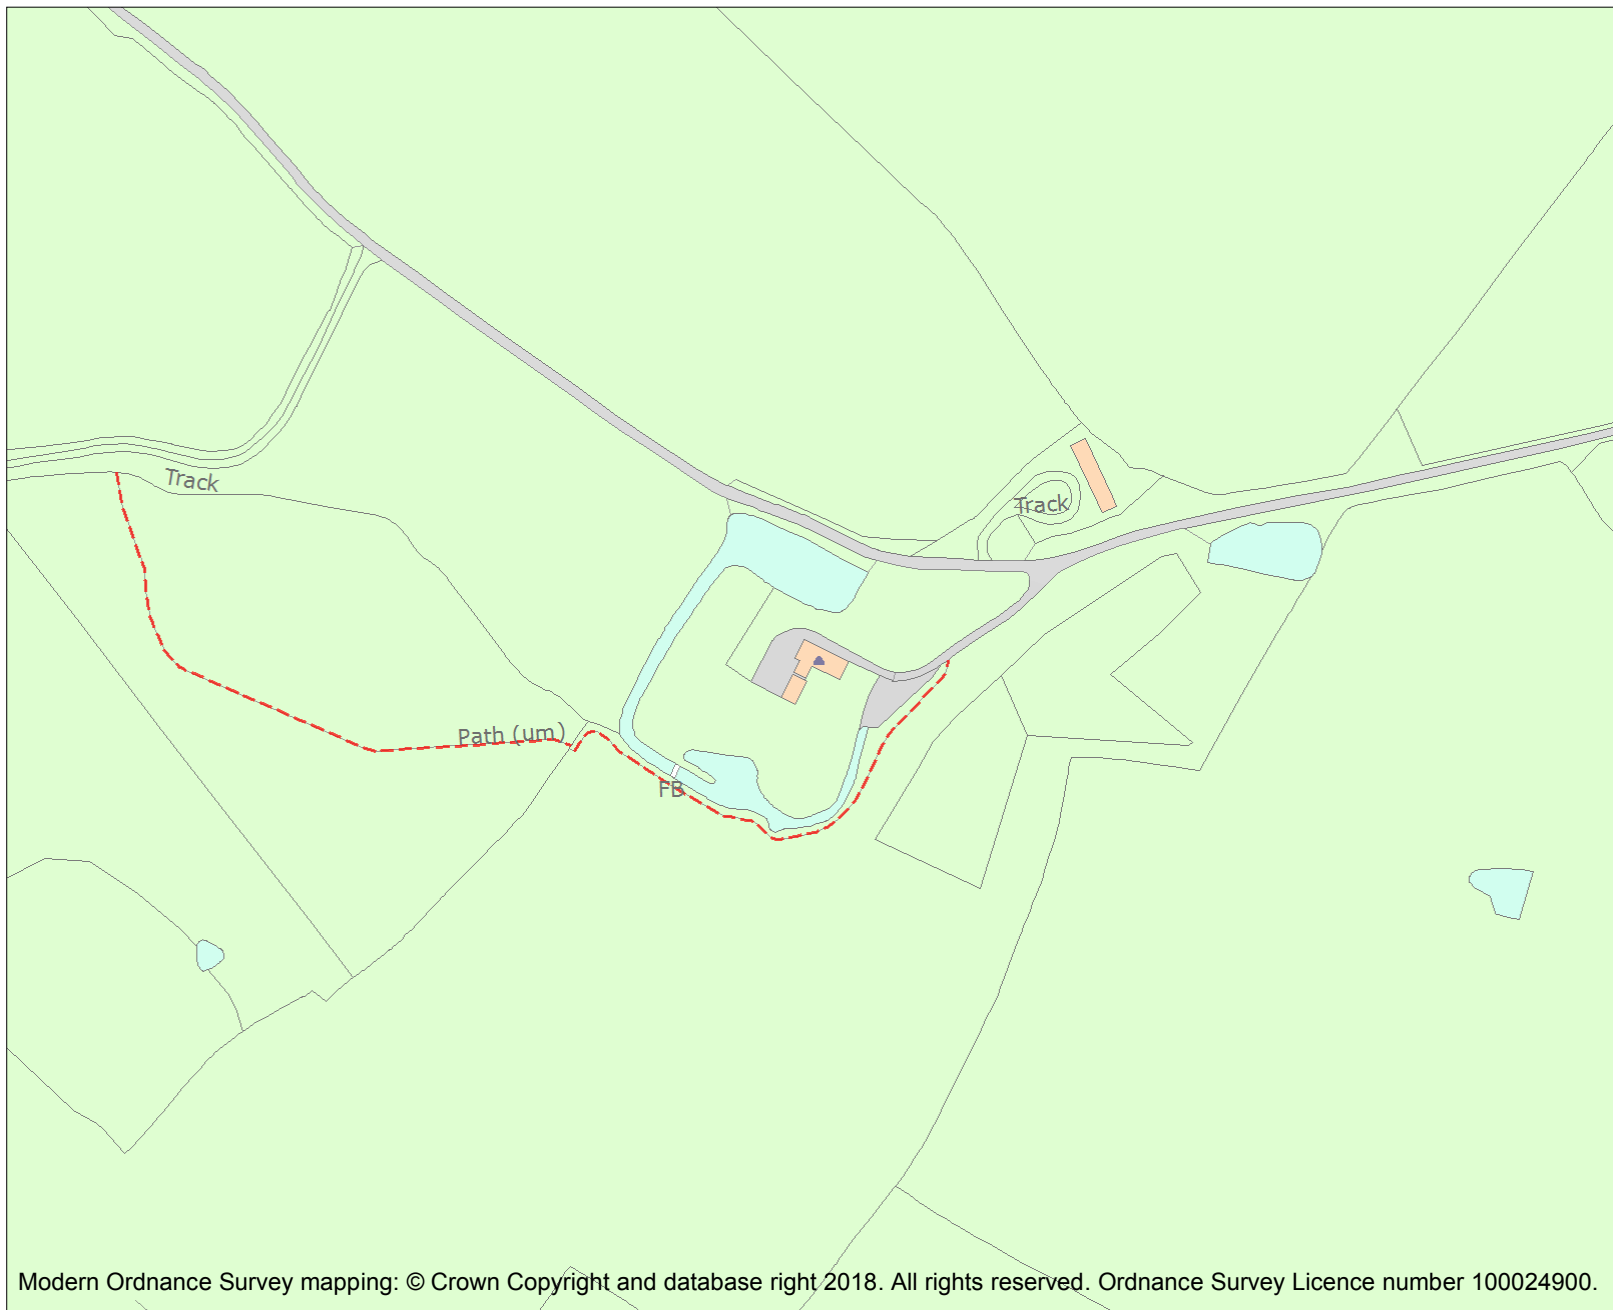 Track
Track
Path (um)
FB
Modern Ordnance Survey mapping: © Crown Copyright and database right 2018. All rights reserved. Ordnance Survey Licence number 100024900.